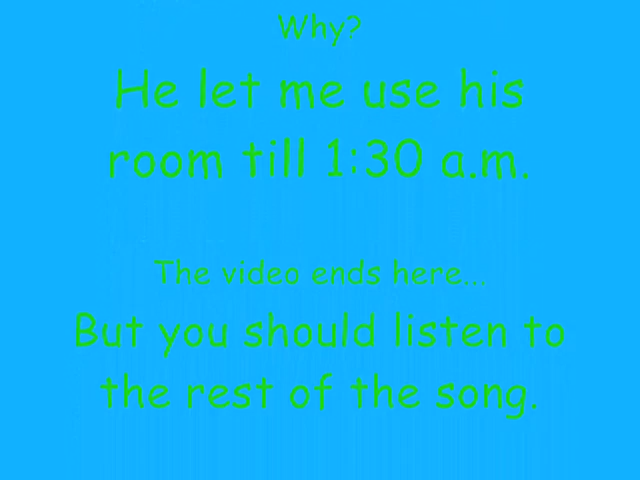 Why?
He let me use his
room till 1:30 a.m.
The video ends here...
But you should listen to
the rest of the song.